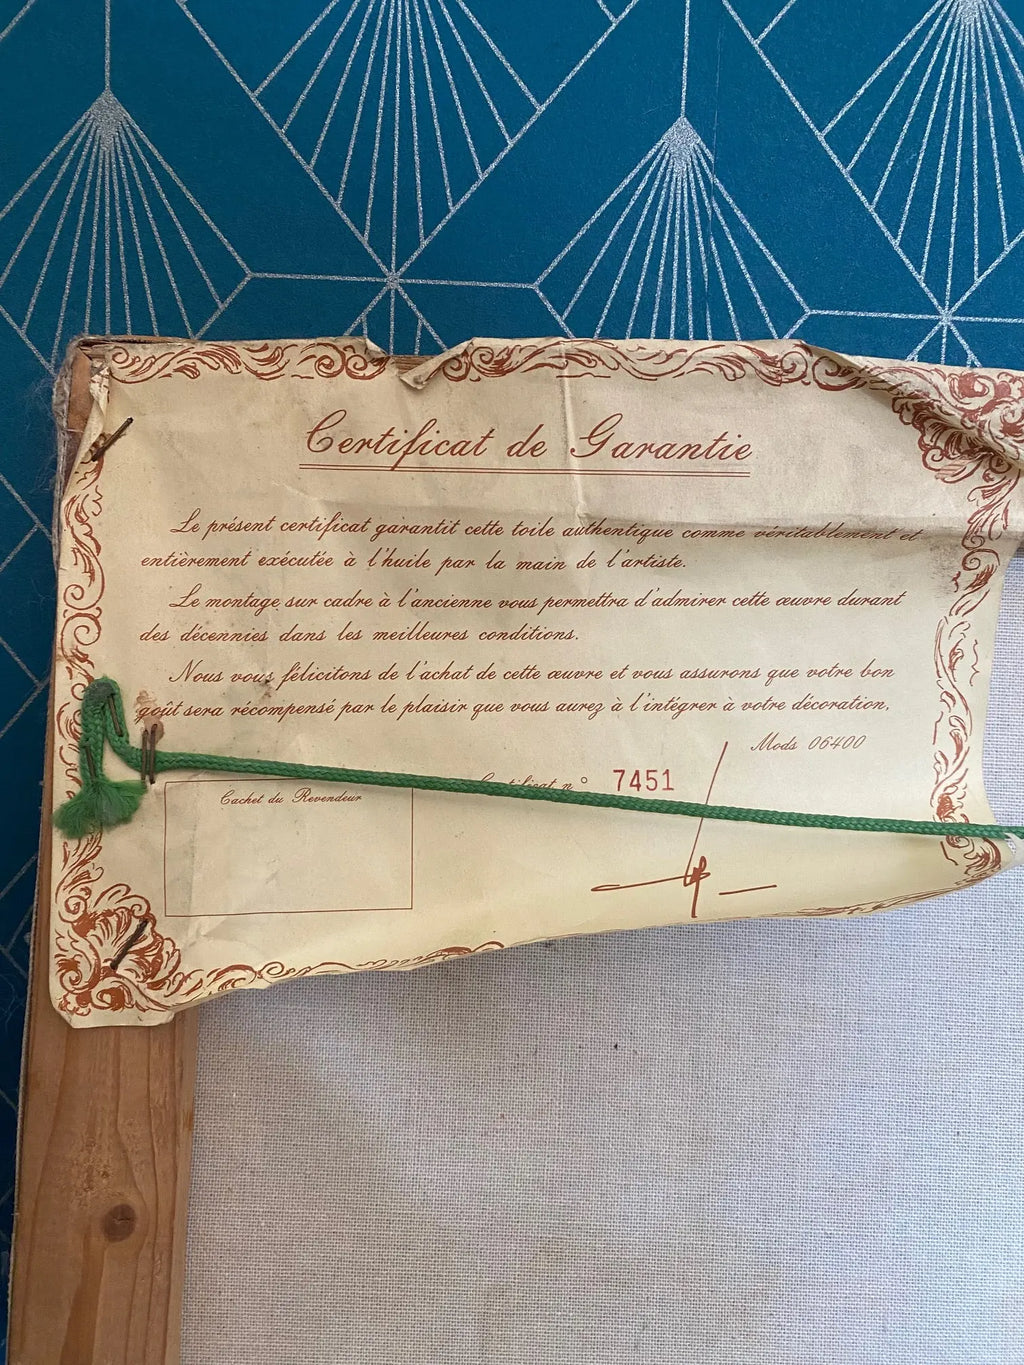 Certificat de Garantie
Le présent certificat garantit cette toile authentique comme véritablement et
entièrement exécutée à l'huile par la main de l'artiste.
Le montage sur cadre à l'ancienne vous permettra d'admirer cette œuvre durant
des décennies dans les meilleures conditions.
Nous vous félicitons de l'achat de cette œuvre et vous assurons que votre bon
goût sera récompensé par le plaisir que vous aurez à l'intégrer à votre décoration.
Mods 06400
Certificat n° 7451
Cachet du Revendeur